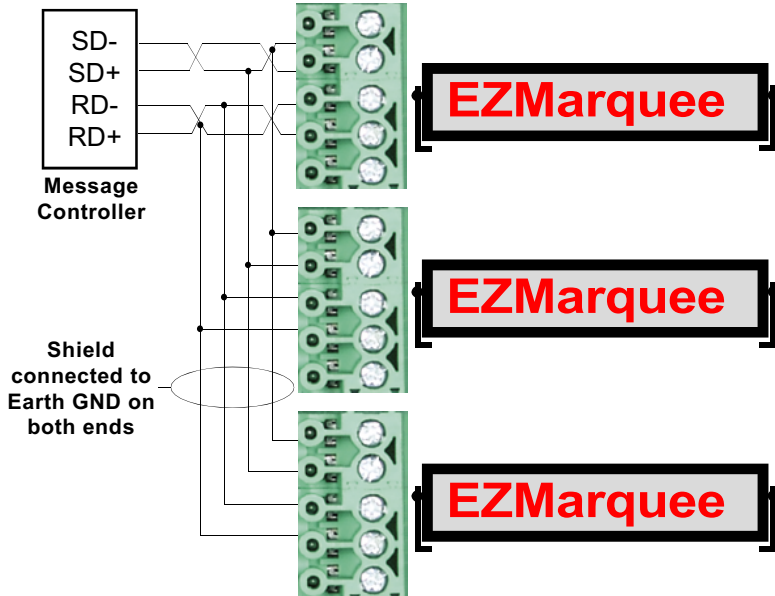 SD-
SD+
RD-
RD+
Message
Controller
EZMarquee
EZMarquee
Shield
connected to
Earth GND on
both ends
EZMarquee